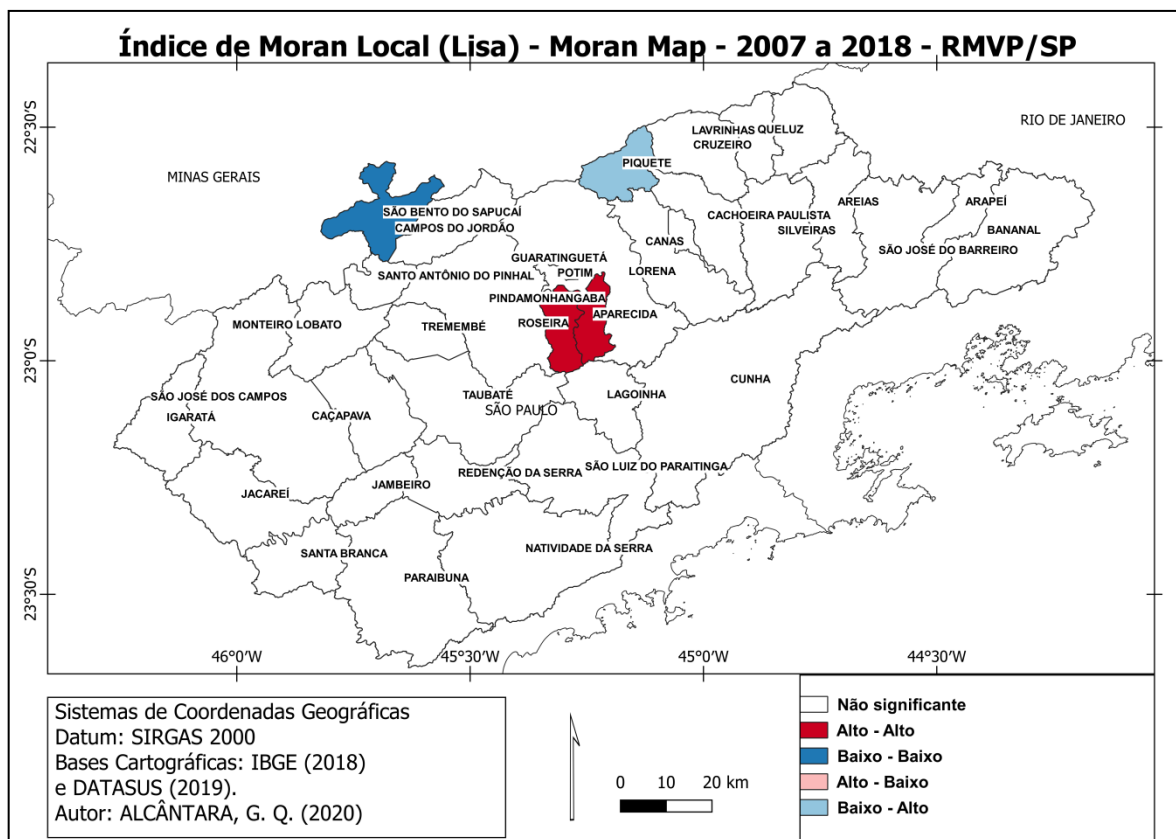 Índice de Moran Local (Lisa) - Moran Map - 2007 a 2018 - RMVP/SP
22°30'S
23°0'S
23°30'S
46°0'W
45°30'W
45°0'W
44°30'W
RIO DE JANEIRO
MINAS GERAIS
LAVRINHAS
QUELUZ
CRUZEIRO
PIQUETE
AREIAS
ARAPEÍ
SÃO BENTO DO SAPUCAÍ
CACHOEIRA PAULISTA
CAMPOS DO JORDÃO
SILVEIRAS
BANANAL
CANAS
SÃO JOSÉ DO BARREIRO
GUARATINGUETÁ
SANTO ANTÔNIO DO PINHAL
POTIM
LORENA
PINDAMONHANGABA
ROSEIRA
APARECIDA
MONTEIRO LOBATO
TREMEMBÉ
CUNHA
SÃO JOSÉ DOS CAMPOS
TAUBATÉ
LAGOINHA
SÃO PAULO
IGARATÁ
CAÇAPAVA
REDENÇÃO DA SERRA
SÃO LUIZ DO PARAITINGA
JAMBEIRO
JACAREÍ
NATIVIDADE DA SERRA
SANTA BRANCA
PARAIBUNA
Sistemas de Coordenadas Geográficas
Datum: SIRGAS 2000
Bases Cartográficas: IBGE (2018)
e DATASUS (2019).
Autor: ALCÂNTARA, G. Q. (2020)
0 10 20 km
Não significante
Alto - Alto
Baixo - Baixo
Alto - Baixo
Baixo - Alto